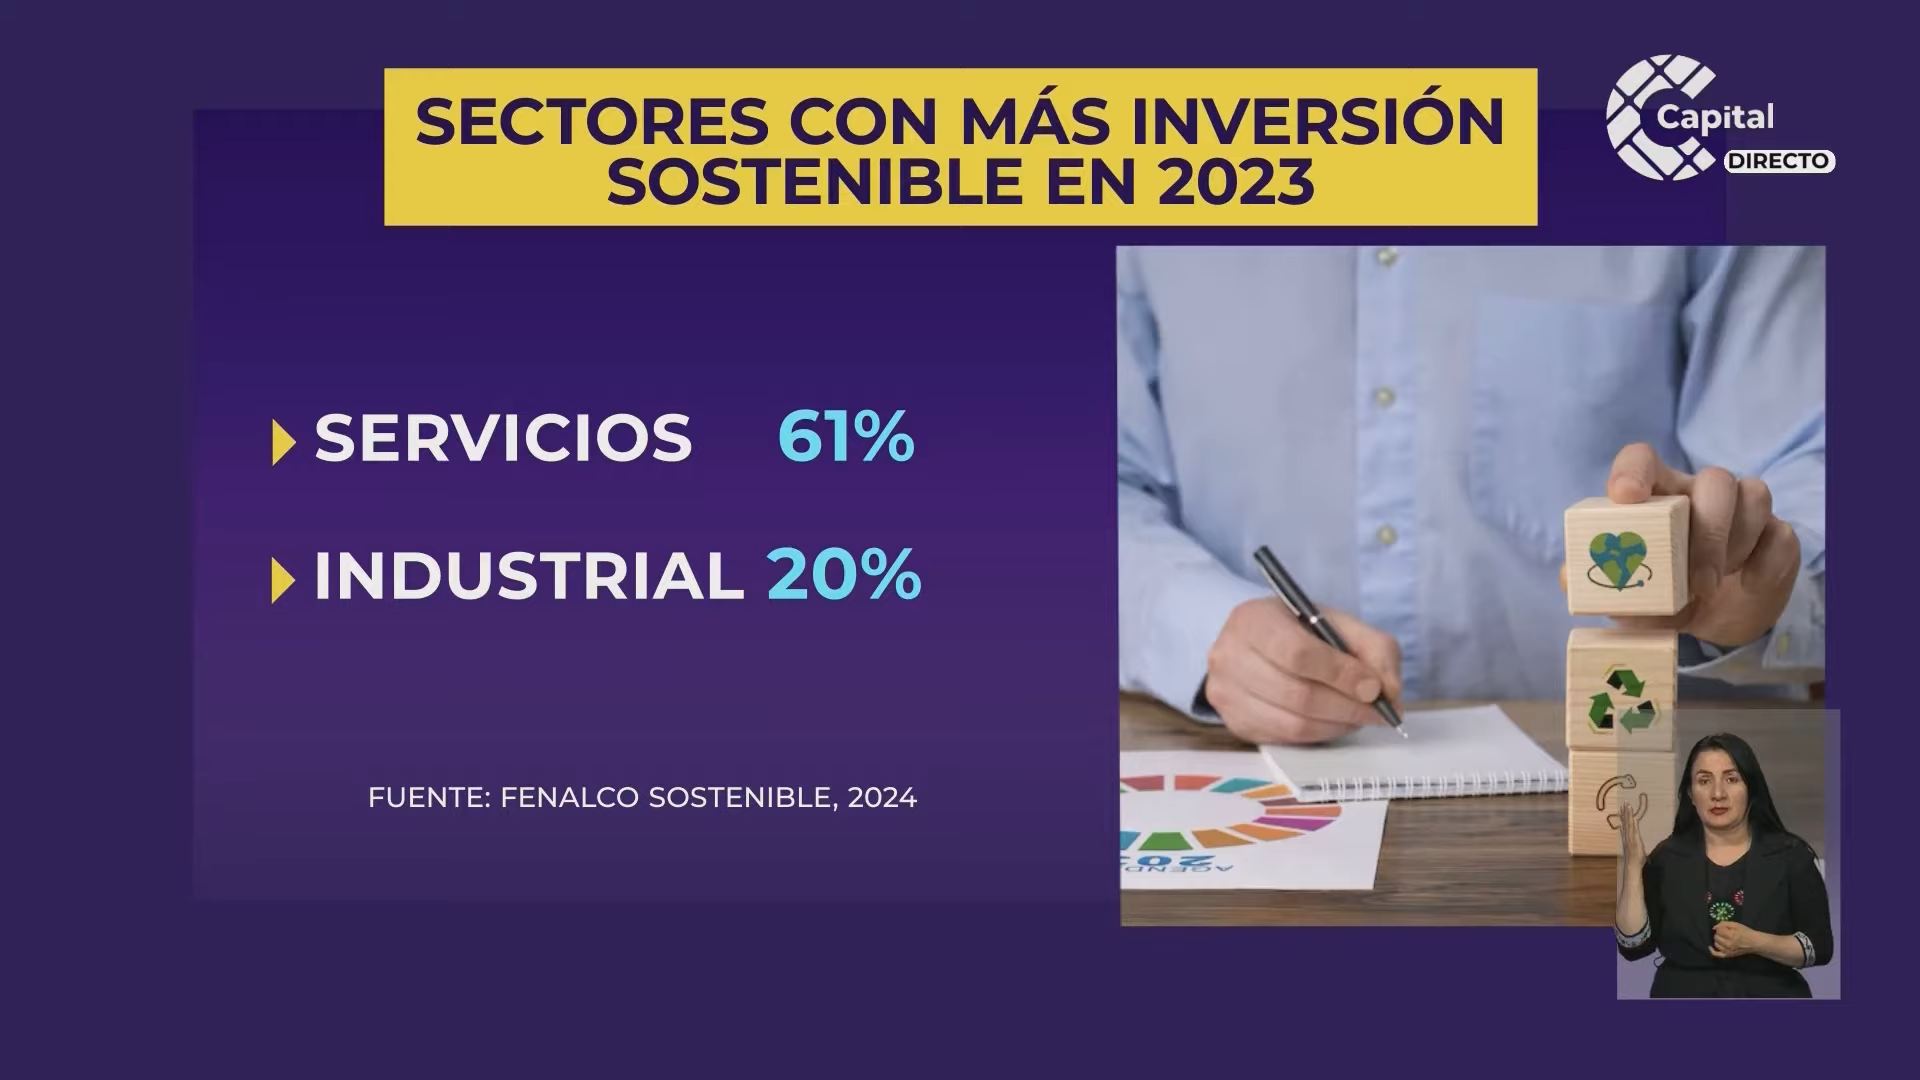 SECTORES CON MÁS INVERSIÓN
SOSTENIBLE EN 2023
Capital
DIRECTO
SERVICIOS 61%
INDUSTRIAL 20%
FUENTE: FENALCO SOSTENIBLE, 2024